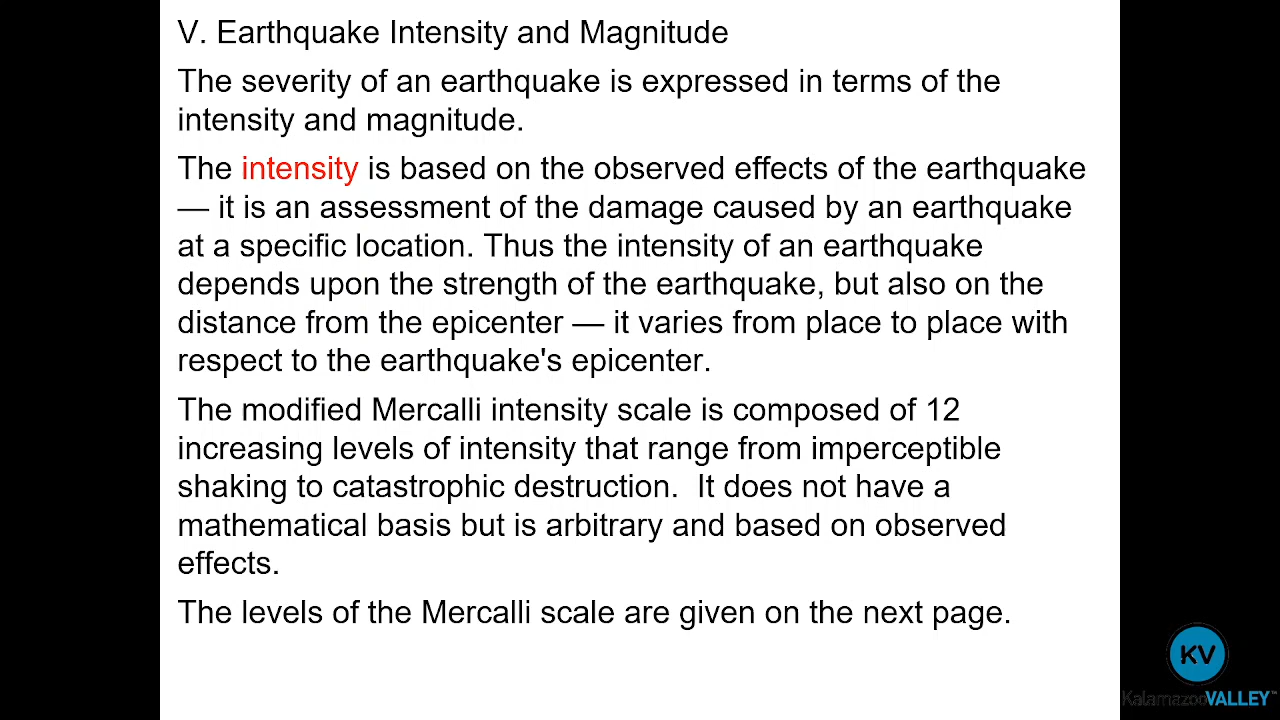 V. Earthquake Intensity and Magnitude
The severity of an earthquake is expressed in terms of the
intensity and magnitude.
The intensity is based on the observed effects of the earthquake
— it is an assessment of the damage caused by an earthquake
at a specific location. Thus the intensity of an earthquake
depends upon the strength of the earthquake, but also on the
distance from the epicenter — it varies from place to place with
respect to the earthquake's epicenter.
The modified Mercalli intensity scale is composed of 12
increasing levels of intensity that range from imperceptible
shaking to catastrophic destruction.  It does not have a
mathematical basis but is arbitrary and based on observed
effects.
The levels of the Mercalli scale are given on the next page.
KV
KalamazooVALLEY™